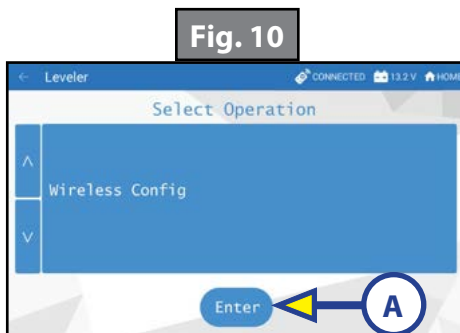 Fig. 10
← Leveler CONNECTED 13.2 V HOME
Select Operation
Wireless Config
Enter
A